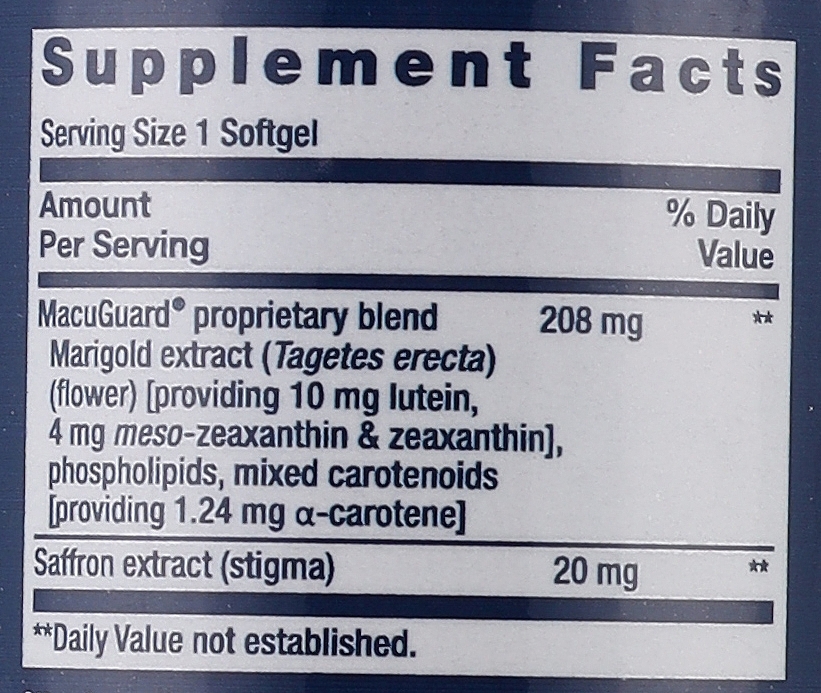 Supplement Facts
Serving Size 1 Softgel
Amount
Per Serving
% Daily
Value
MacuGuard® proprietary blend 208 mg **
Marigold extract (Tagetes erecta)
(flower) [providing 10 mg lutein,
4 mg meso-zeaxanthin & zeaxanthin],
phospholipids, mixed carotenoids
[providing 1.24 mg α-carotene]
Saffron extract (stigma) 20 mg **
**Daily Value not established.